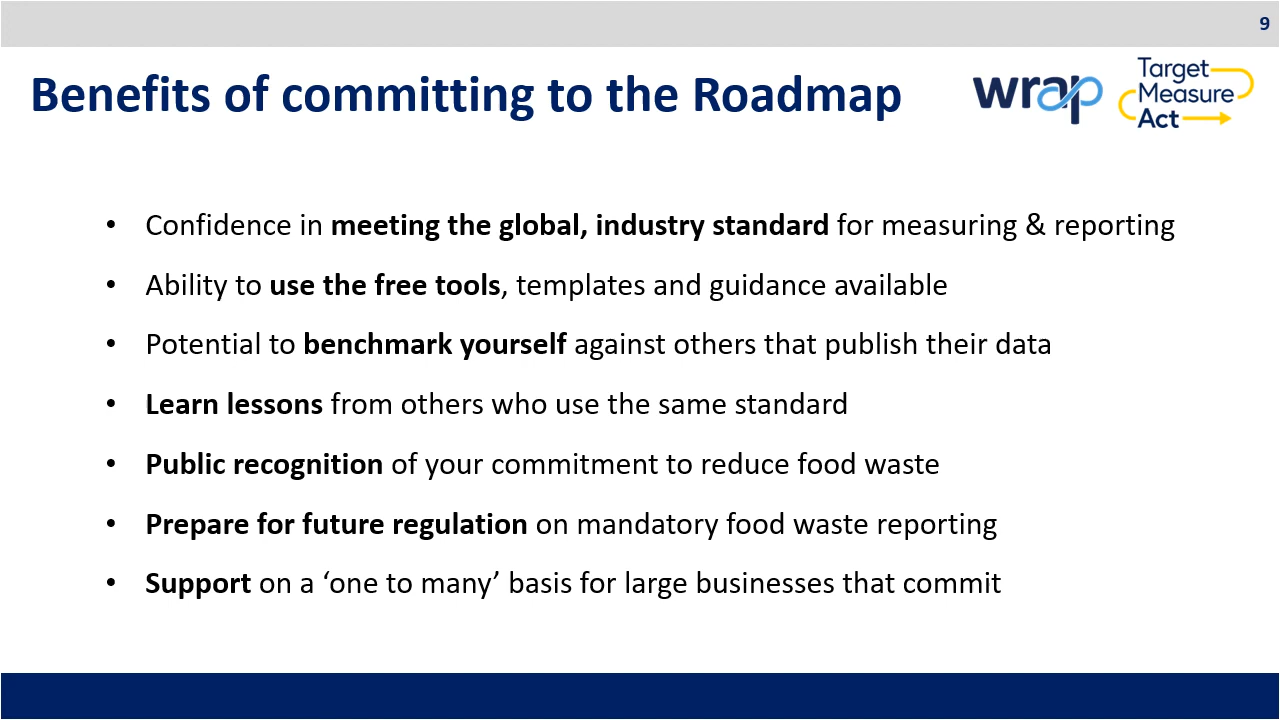 9
Benefits of committing to the Roadmap
wrap
Target
Measure
Act
• Confidence in meeting the global, industry standard for measuring & reporting
• Ability to use the free tools, templates and guidance available
• Potential to benchmark yourself against others that publish their data
• Learn lessons from others who use the same standard
• Public recognition of your commitment to reduce food waste
• Prepare for future regulation on mandatory food waste reporting
• Support on a ‘one to many’ basis for large businesses that commit